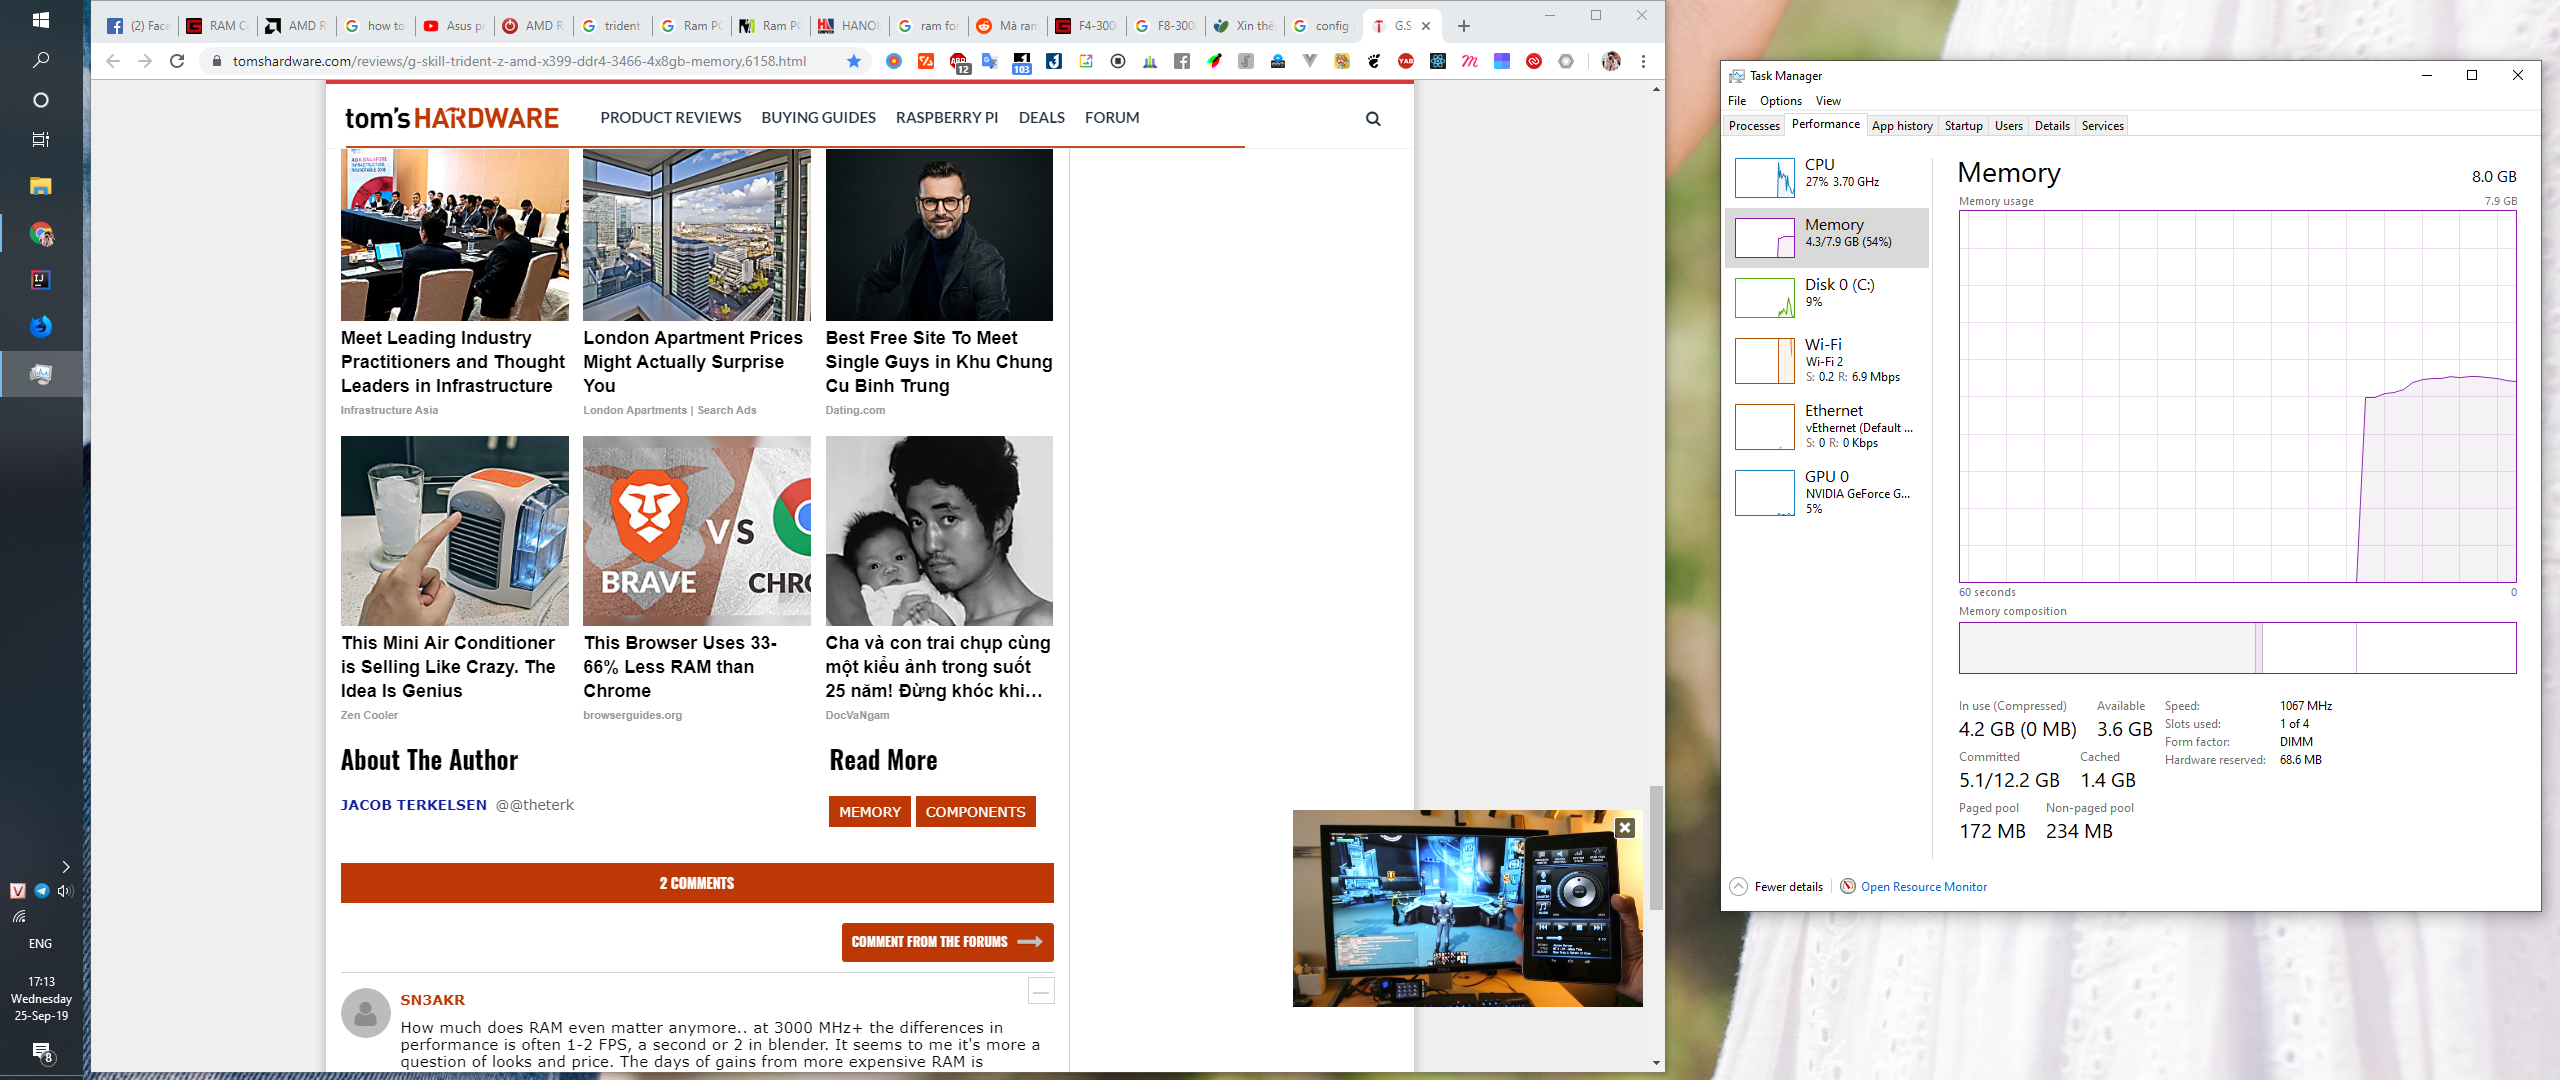 (2) Face
RAM C
AMD R
how to
Asus p
AMD R
trident
Ram PC
Ram PC
HANOI
ram for
Mà ram
F4-300
F8-300
Xin thê
config
G.S
tomshardware.com/reviews/g-skill-trident-z-amd-x399-ddr4-3466-4x8gb-memory,6158.html
12
103
tom's HARDWARE
PRODUCT REVIEWS
BUYING GUIDES
RASPBERRY PI
DEALS
FORUM
Meet Leading Industry
Practitioners and Thought
Leaders in Infrastructure
Infrastructure Asia
London Apartment Prices
Might Actually Surprise
You
London Apartments | Search Ads
Best Free Site To Meet
Single Guys in Khu Chung
Cu Binh Trung
Dating.com
VS
BRAVE
CHRO
This Mini Air Conditioner
is Selling Like Crazy. The
Idea Is Genius
Zen Cooler
This Browser Uses 33-
66% Less RAM than
Chrome
browserguides.org
Cha và con trai chụp cùng
một kiểu ảnh trong suốt
25 năm! Đừng khóc khi...
DocVaNgam
About The Author
JACOB TERKELSEN @@theterk
Read More
MEMORY
COMPONENTS
2 COMMENTS
COMMENT FROM THE FORUMS
SN3AKR
How much does RAM even matter anymore.. at 3000 MHz+ the differences in
performance is often 1-2 FPS, a second or 2 in blender. It seems to me it's more a
question of looks and price. The days of gains from more expensive RAM is
ENG
17:13
Wednesday
25-Sep-19
8
Task Manager
File Options View
Processes
Performance
App history
Startup
Users
Details
Services
CPU
27% 3.70 GHz
Memory
4.3/7.9 GB (54%)
Disk 0 (C:)
9%
Wi-Fi
Wi-Fi 2
S: 0.2 R: 6.9 Mbps
Ethernet
vEthernet (Default ...
S: 0 R: 0 Kbps
GPU 0
NVIDIA GeForce G...
5%
Memory
8.0 GB
Memory usage
7.9 GB
60 seconds
0
Memory composition
In use (Compressed)
4.2 GB (0 MB)
Available
3.6 GB
Committed
5.1/12.2 GB
Cached
1.4 GB
Paged pool
172 MB
Non-paged pool
234 MB
Speed: 1067 MHz
Slots used: 1 of 4
Form factor: DIMM
Hardware reserved: 68.6 MB
Fewer details
Open Resource Monitor